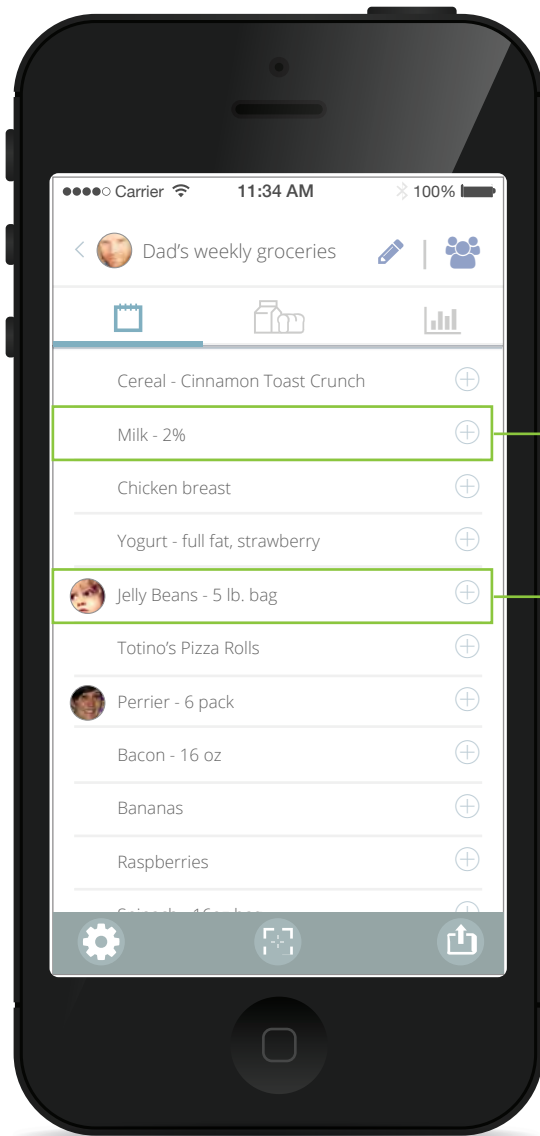 Carrier 11:34 AM 100%
Dad's weekly groceries
Cereal - Cinnamon Toast Crunch
Milk - 2%
Chicken breast
Yogurt - full fat, strawberry
Jelly Beans - 5 lb. bag
Totino's Pizza Rolls
Perrier - 6 pack
Bacon - 16 oz
Bananas
Raspberries